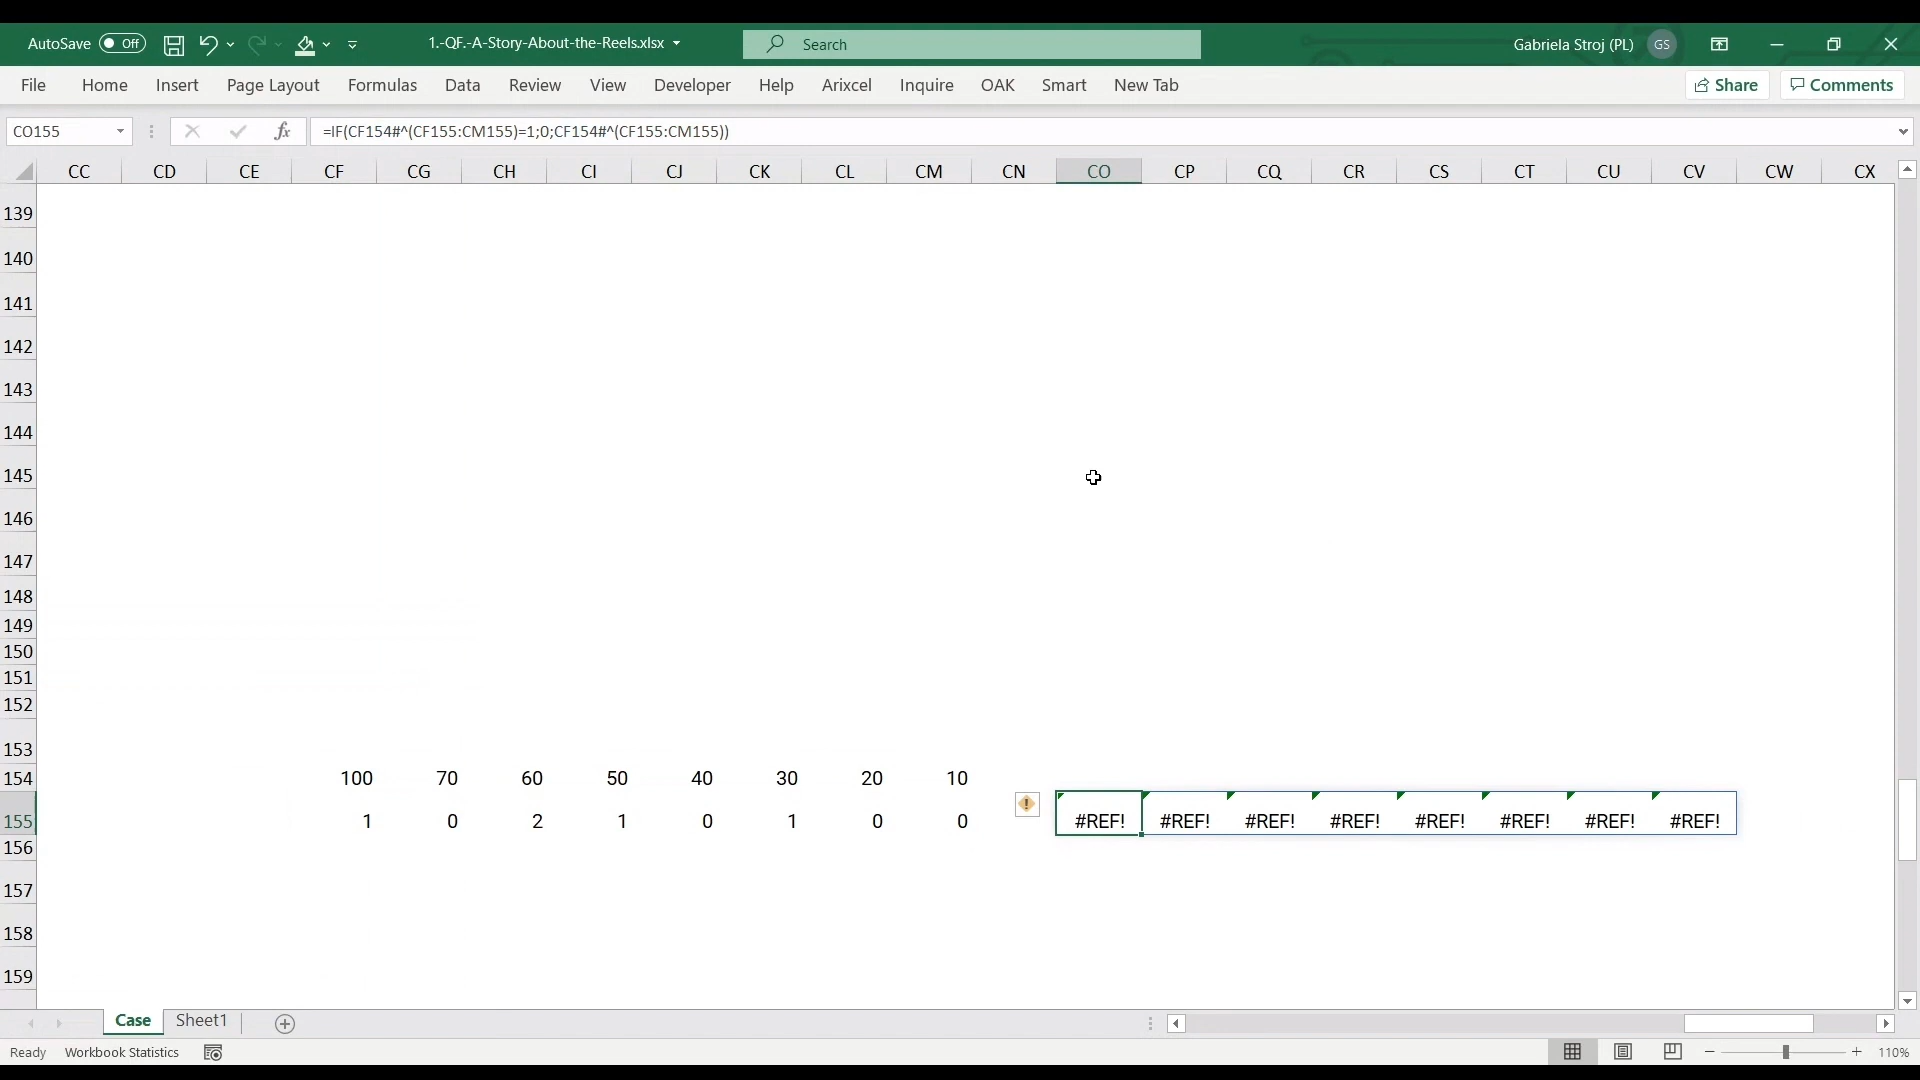 AutoSave Off 1.-QF.-A-Story-About-the-Reels.xlsx Search Gabriela Stroj (PL) GS
File Home Insert Page Layout Formulas Data Review View Developer Help Arixcel Inquire OAK Smart New Tab Share Comments
CO155 fx =IF(CF154#^(CF155:CM155)=1;0;CF154#^(CF155:CM155))
CC CD CE CF CG CH CI CJ CK CL CM CN CO CP CQ CR CS CT CU CV CW CX
139
140
141
142
143
144
145
146
147
148
149
150
151
152
153
154 100 70 60 50 40 30 20 10
155 1 0 2 1 0 1 0 0 #REF! #REF! #REF! #REF! #REF! #REF! #REF! #REF!
156
157
158
159
Case Sheet1
Ready Workbook Statistics 110%